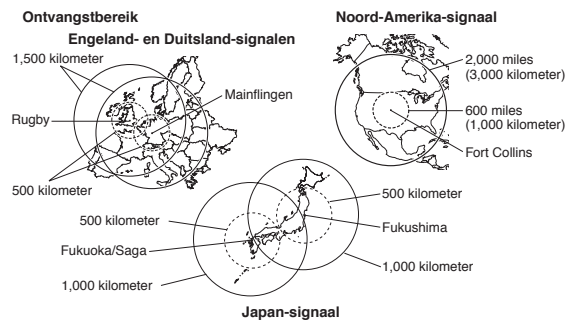 Ontvangstbereik
Engeland- en Duitsland-signalen
1,500 kilometer
Mainflingen
Rugby
500 kilometer
Noord-Amerika-signaal
2,000 miles
(3,000 kilometer)
600 miles
(1,000 kilometer)
Fort Collins
500 kilometer
500 kilometer
Fukushima
Fukuoka/Saga
1,000 kilometer
1,000 kilometer
Japan-signaal